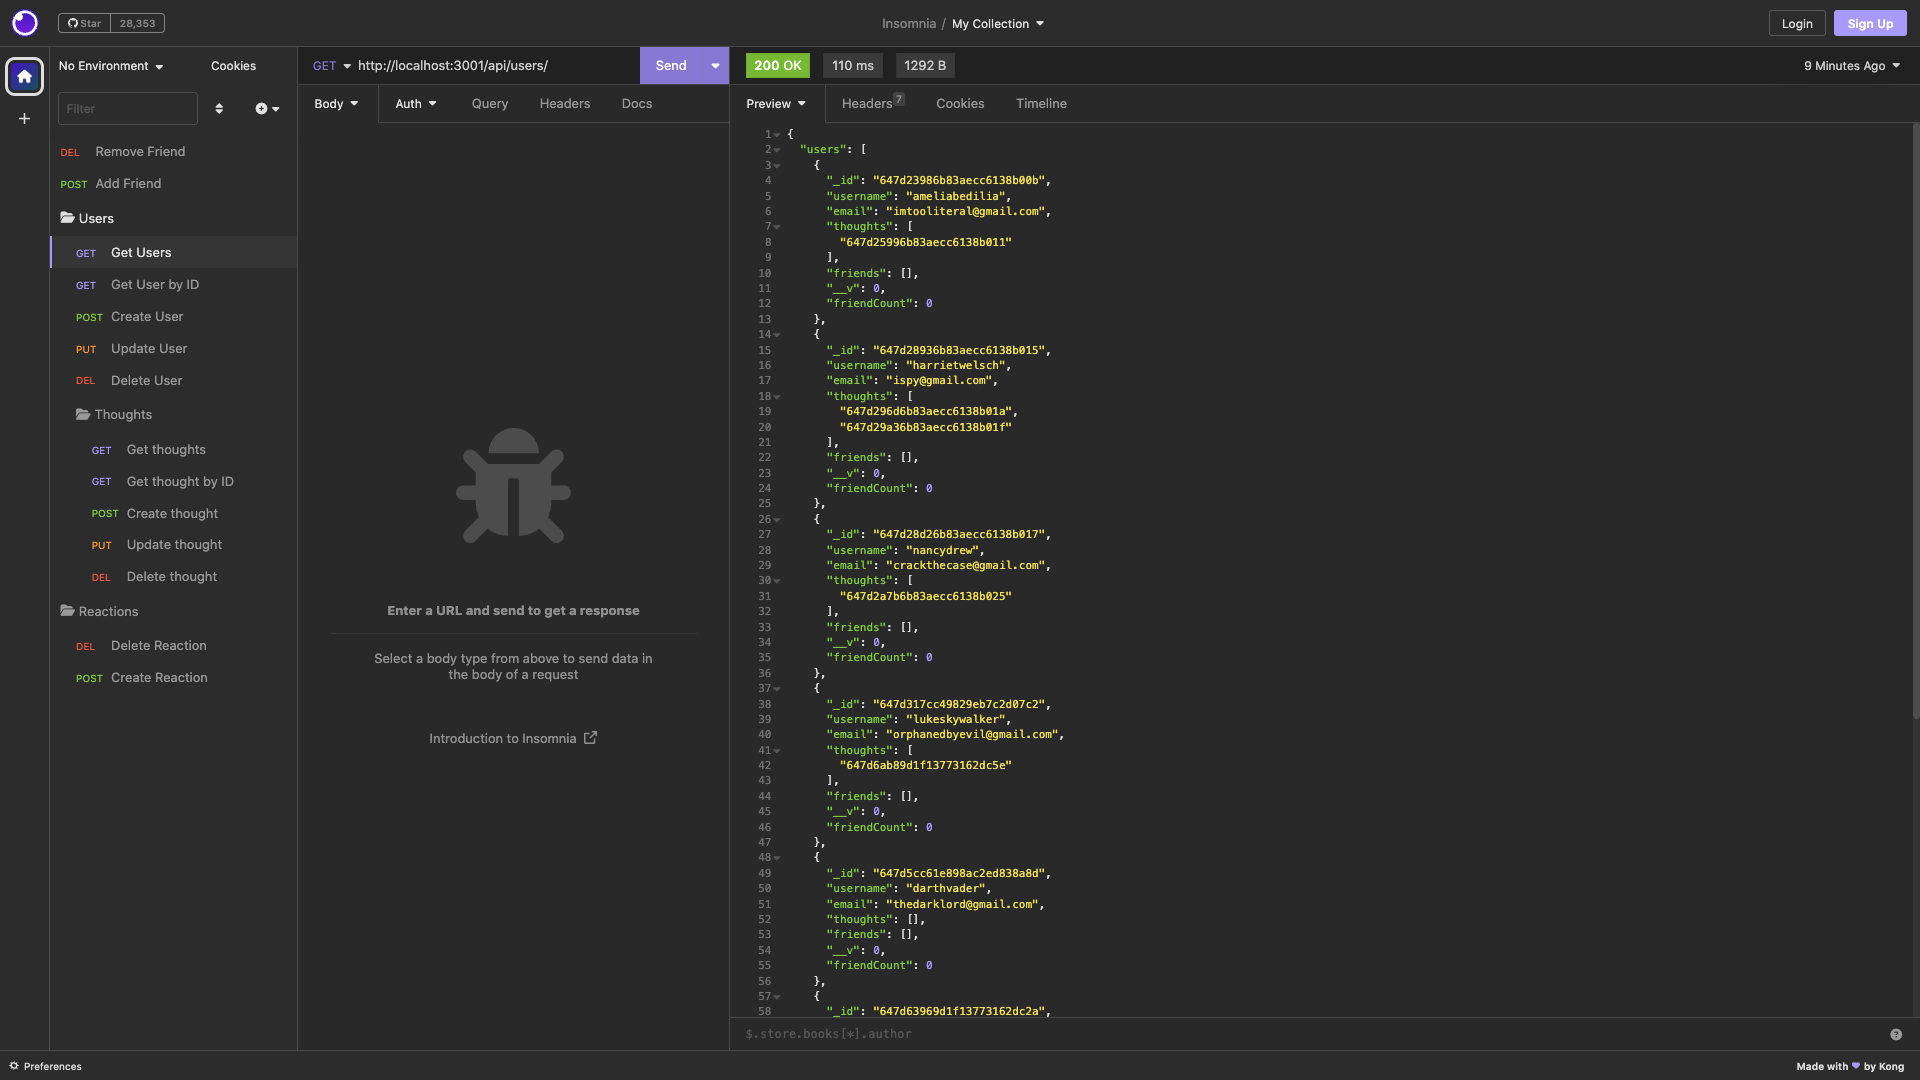 Star 28,353
Insomnia / My Collection
Login
Sign Up
No Environment
Cookies
GET http://localhost:3001/api/users/
Send
200 OK
110 ms
1292 B
9 Minutes Ago
Filter
Body
Auth
Query
Headers
Docs
Preview
Headers 7
Cookies
Timeline
DEL Remove Friend
POST Add Friend
Users
GET Get Users
GET Get User by ID
POST Create User
PUT Update User
DEL Delete User
Thoughts
GET Get thoughts
GET Get thought by ID
POST Create thought
PUT Update thought
DEL Delete thought
Reactions
DEL Delete Reaction
POST Create Reaction
Enter a URL and send to get a response
Select a body type from above to send data in
the body of a request
Introduction to Insomnia
1 {
2 "users": [
3 {
4 "_id": "647d23986b83aecc6138b00b",
5 "username": "ameliabedilia",
6 "email": "imtooliteral@gmail.com",
7 "thoughts": [
8 "647d25996b83aecc6138b011"
9 ],
10 "friends": [],
11 "__v": 0,
12 "friendCount": 0
13 },
14 {
15 "_id": "647d28936b83aecc6138b015",
16 "username": "harrietwelsch",
17 "email": "ispy@gmail.com",
18 "thoughts": [
19 "647d296d6b83aecc6138b01a",
20 "647d29a36b83aecc6138b01f"
21 ],
22 "friends": [],
23 "__v": 0,
24 "friendCount": 0
25 },
26 {
27 "_id": "647d28d26b83aecc6138b017",
28 "username": "nancydrew",
29 "email": "crackthecase@gmail.com",
30 "thoughts": [
31 "647d2a7b6b83aecc6138b025"
32 ],
33 "friends": [],
34 "__v": 0,
35 "friendCount": 0
36 },
37 {
38 "_id": "647d317cc49829eb7c2d07c2",
39 "username": "lukeskywalker",
40 "email": "orphanedbyevil@gmail.com",
41 "thoughts": [
42 "647d6ab89d1f13773162dc5e"
43 ],
44 "friends": [],
45 "__v": 0,
46 "friendCount": 0
47 },
48 {
49 "_id": "647d5cc61e898ac2ed838a8d",
50 "username": "darthvader",
51 "email": "thedarklord@gmail.com",
52 "thoughts": [],
53 "friends": [],
54 "__v": 0,
55 "friendCount": 0
56 },
57 {
58 "_id": "647d63969d1f13773162dc2a",
$.store.books[*].author
Preferences
Made with ♥ by Kong